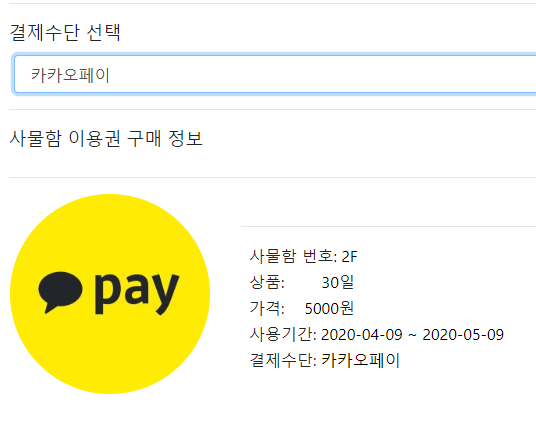 결제수단 선택
카카오페이
사물함 이용권 구매 정보
pay
사물함 번호: 2F
상품: 30일
가격: 5000원
사용기간: 2020-04-09 ~ 2020-05-09
결제수단: 카카오페이